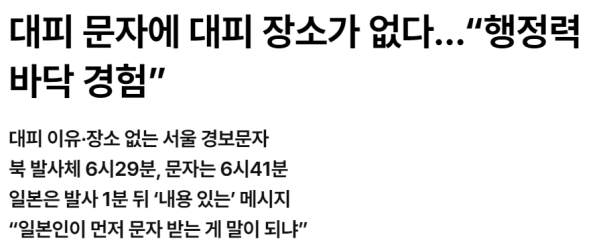 대피 문자에 대피 장소가 없다…“행정력
바닥 경험”
대피 이유·장소 없는 서울 경보문자
북 발사체 6시29분, 문자는 6시41분
일본은 발사 1분 뒤 ‘내용 있는’ 메시지
“일본인이 먼저 문자 받는 게 말이 되냐”